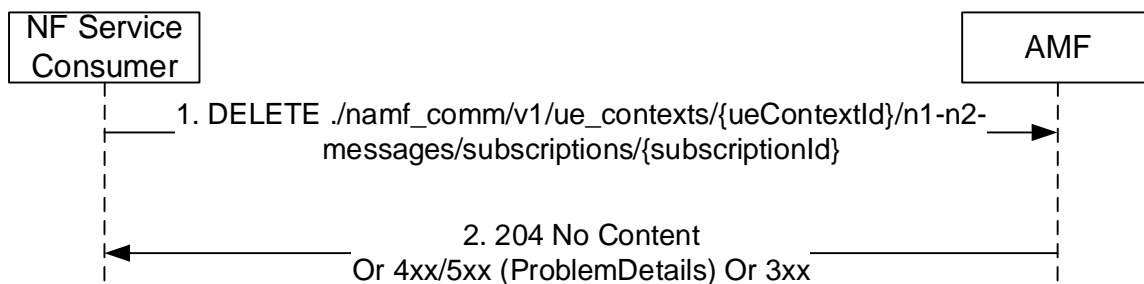 NF Service
Consumer
AMF
1. DELETE ./namf_comm/v1/ue_contexts/{ueContextId}/n1-n2-
messages/subscriptions/{subscriptionId}
2. 204 No Content
Or 4xx/5xx (ProblemDetails) Or 3xx